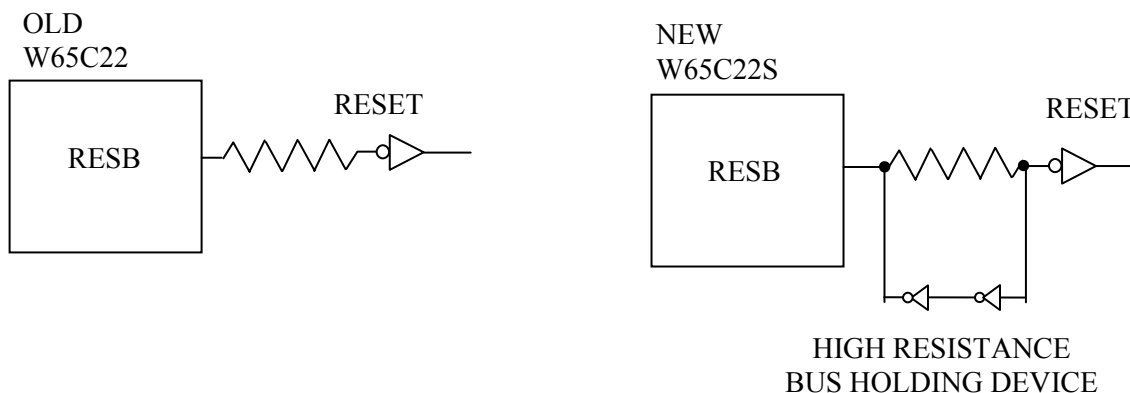 OLD
W65C22
RESET
RESB
NEW
W65C22S
RESET
RESB
HIGH RESISTANCE
BUS HOLDING DEVICE